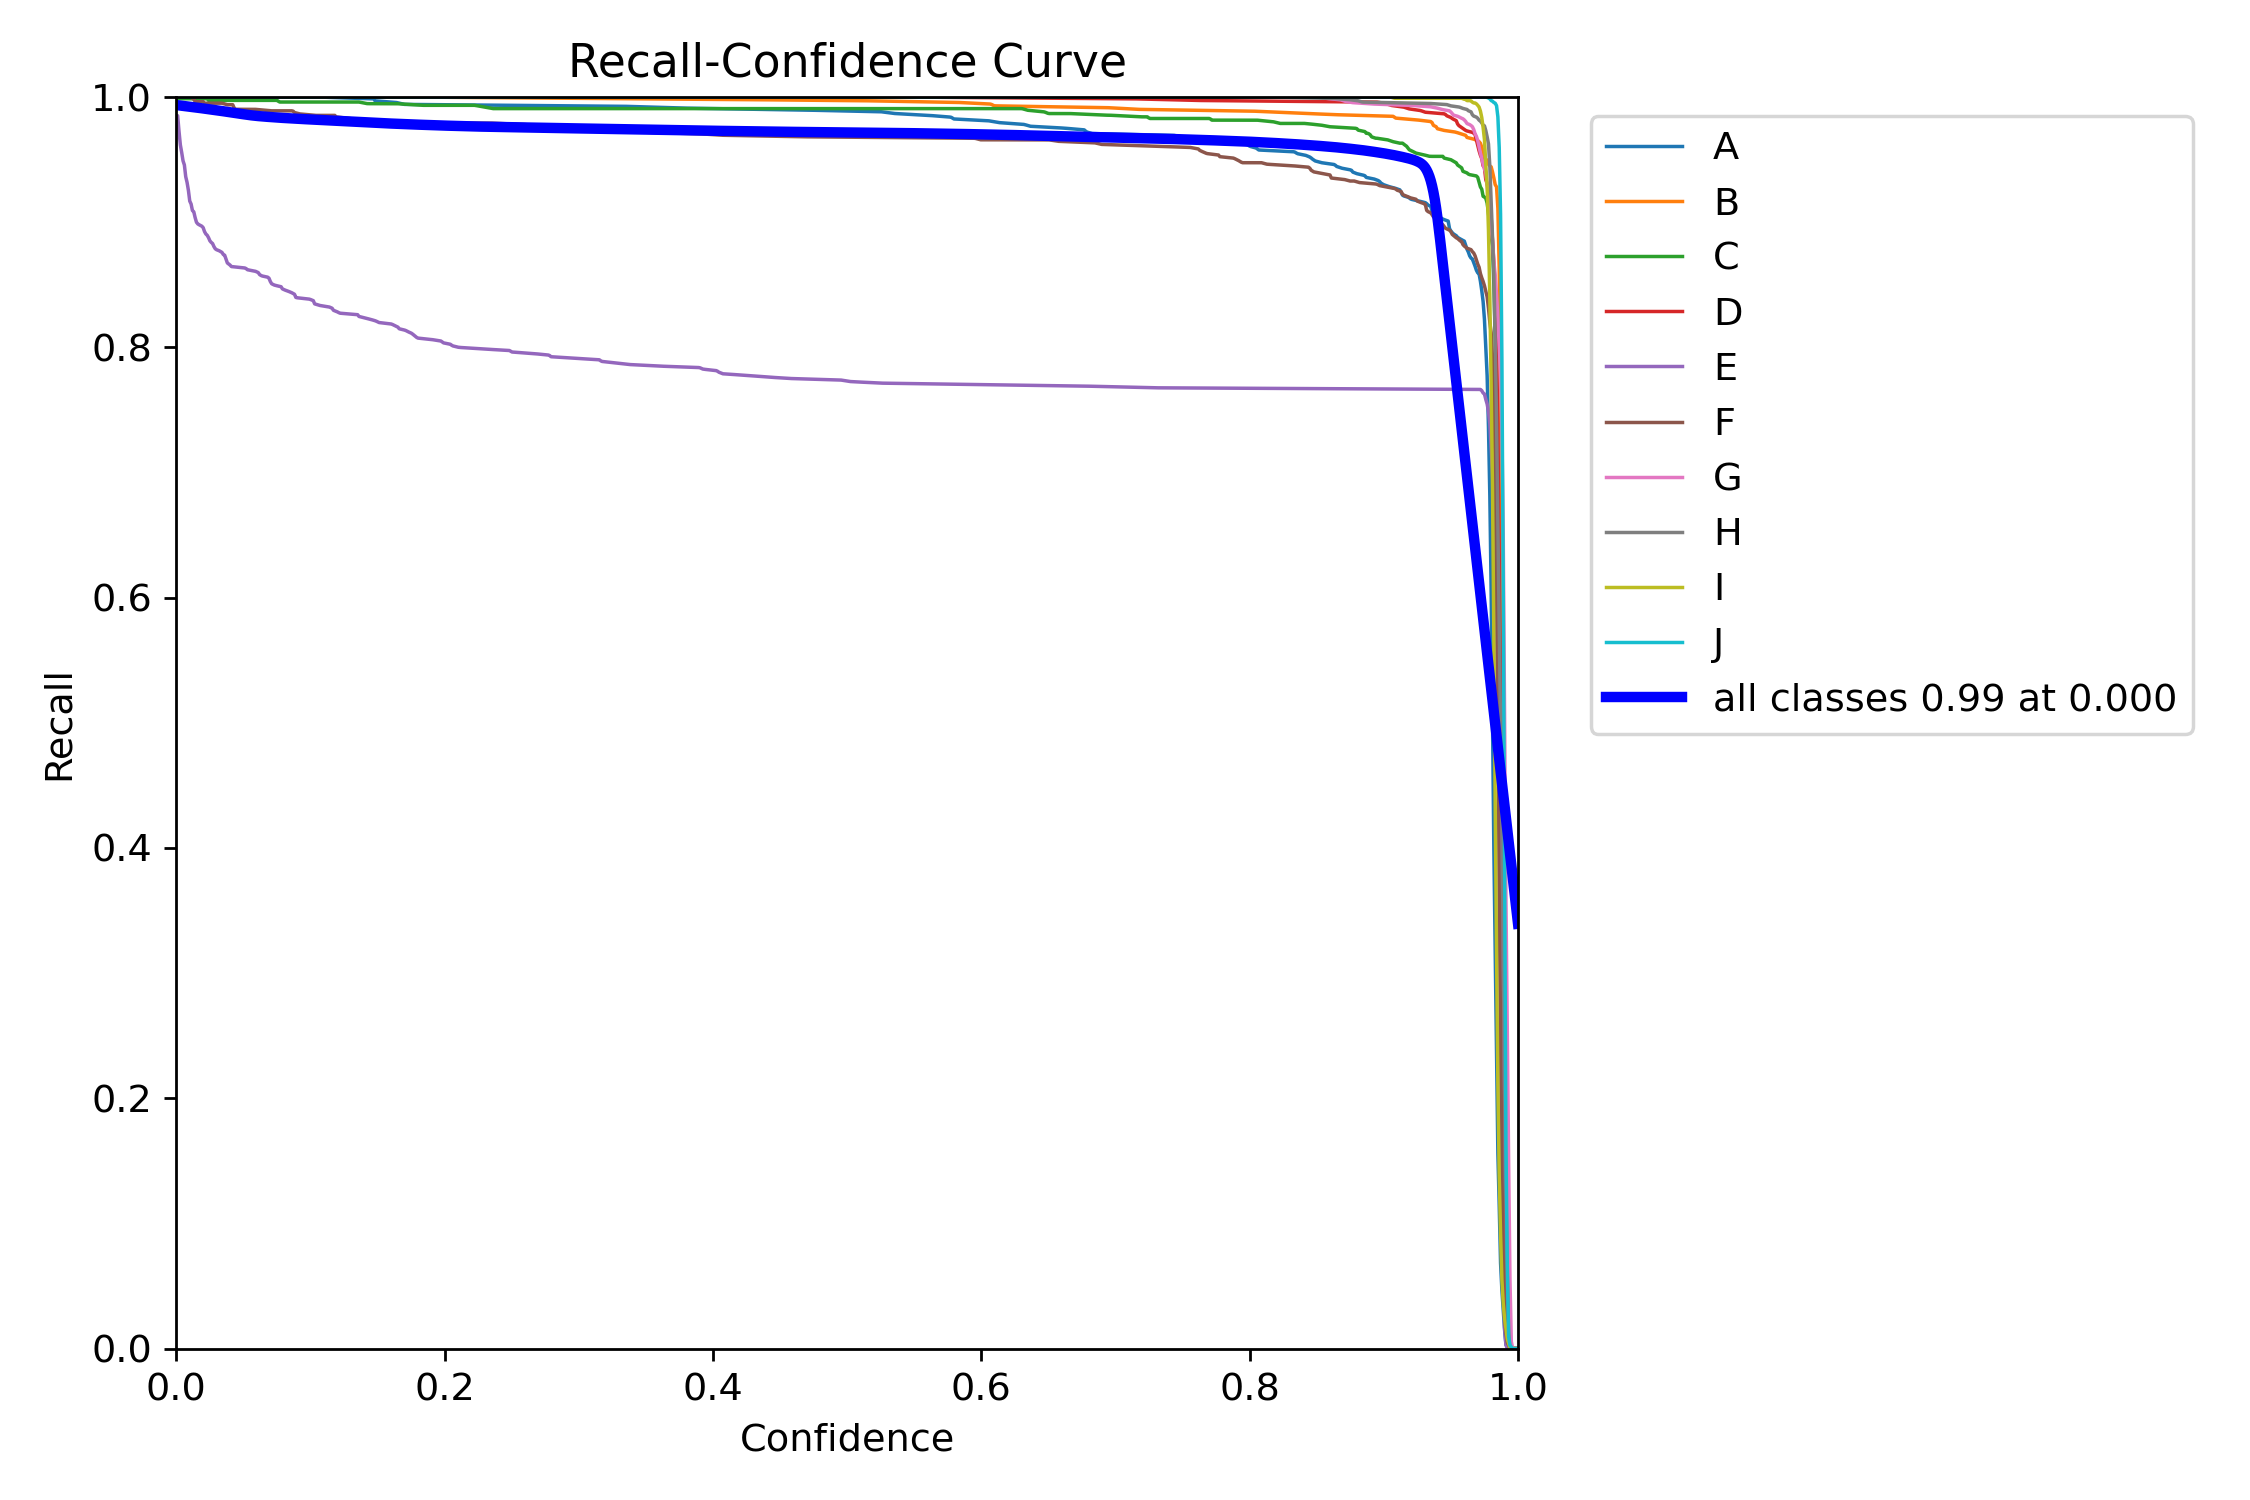 Recall-Confidence Curve
1.0
0.8
0.6
0.4
0.2
0.0
Recall
0.0 0.2 0.4 0.6 0.8 1.0
Confidence
A
B
C
D
E
F
G
H
I
J
all classes 0.99 at 0.000